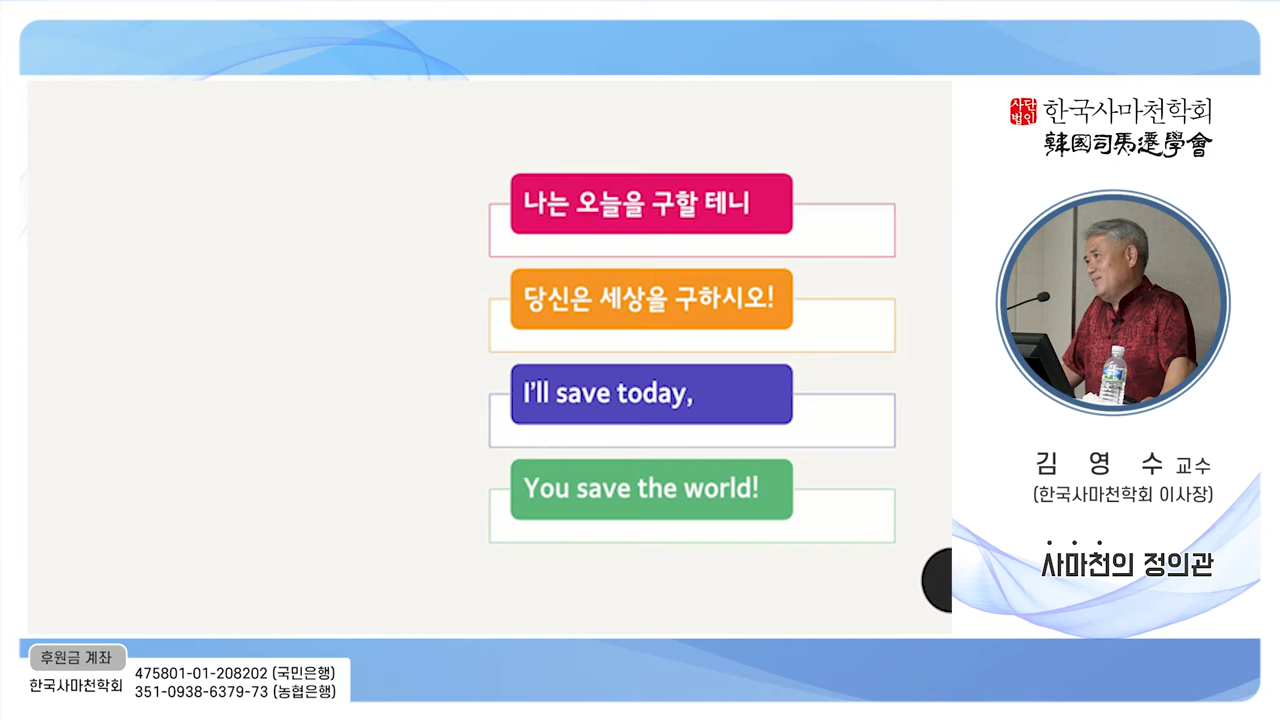 나는 오늘을 구할 테니
당신은 세상을 구하시오!
I'll save today,
You save the world!
사단법인
한국사마천학회
韓國司馬遷學會
김 영 수 교수
(한국사마천학회 이사장)
사마천의 정의관
후원금 계좌
한국사마천학회
475801-01-208202 (국민은행)
351-0938-6379-73 (농협은행)